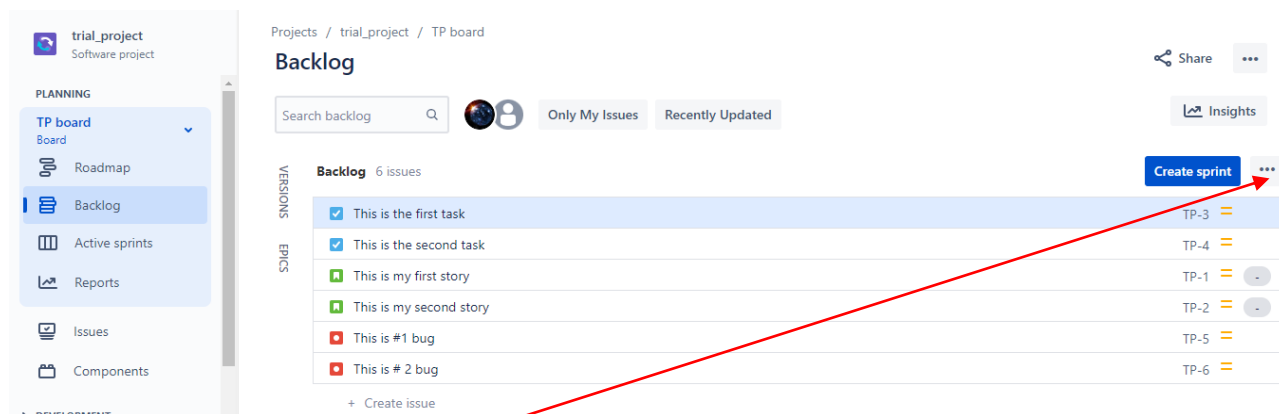 trial_project
Software project
PLANNING
TP board
Board
Roadmap
Backlog
Active sprints
Reports
Issues
Components
Projects / trial_project / TP board
Backlog
Share
Search backlog
Only My Issues
Recently Updated
Insights
VERSIONS
EPICS
Backlog 6 issues
Create sprint
This is the first task TP-3
This is the second task TP-4
This is my first story TP-1 -
This is my second story TP-2 -
This is #1 bug TP-5
This is # 2 bug TP-6
+ Create issue
DEVELOPMENT